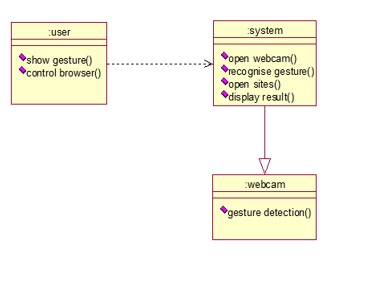 :user
show gesture()
control browser()
:system
open webcam()
recognise gesture()
open sites()
display result()
:webcam
gesture detection()